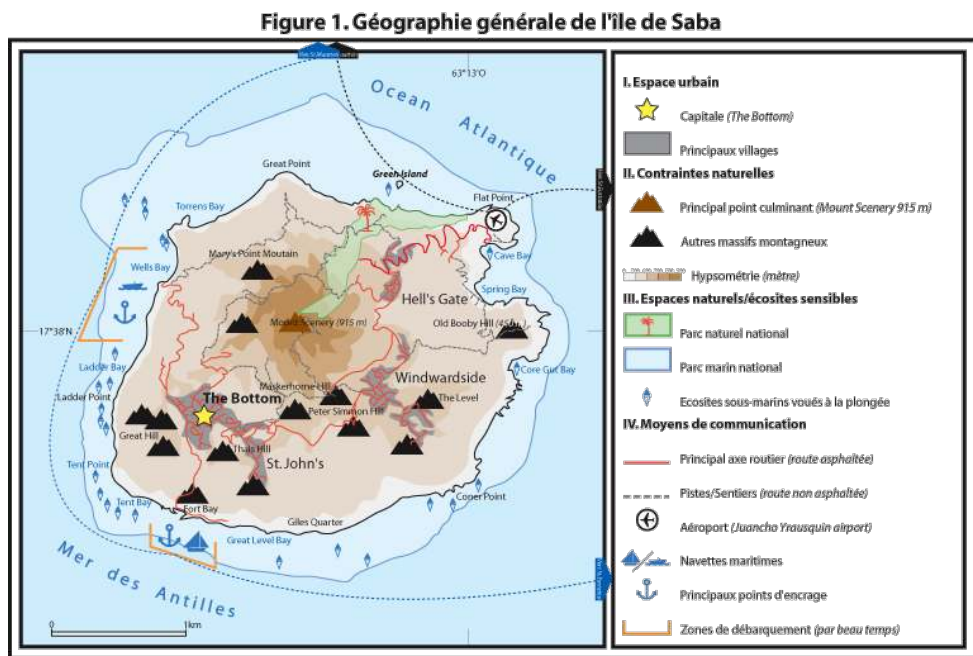 Figure 1. Géographie générale de l'île de Saba
63°13'O
Ocean Atlantique
Great Point
Green Island
Flat Point
Torrens Bay
Cave Bay
Mary's Point Moutain
Wells Bay
Spring Bay
Hell's Gate
17°38'N
Mount Scenery (915 m)
Old Booby Hill
Ladder Bay
Core Gut Bay
Windwardside
Maskerhorne Hill
The Bottom
The Level
Ladder Point
Peter Simmon Hill
Great Hill
Thais Hill
St. John's
Tent Point
Tent Bay
Coner Point
Fort Bay
Giles Quarter
Great Level Bay
Mer des Antilles
0
1km
I. Espace urbain
Capitale (The Bottom)
Principaux villages
II. Contraintes naturelles
Principal point culminant (Mount Scenery 915 m)
Autres massifs montagneux
Hypsométrie (mètre)
III. Espaces naturels/écosites sensibles
Parc naturel national
Parc marin national
Ecosites sous-marins voués à la plongée
IV. Moyens de communication
Principal axe routier (route asphaltée)
Pistes/Sentiers (route non asphaltée)
Aéroport (Juancho Yrausquin airport)
Navettes maritimes
Principaux points d'encrage
Zones de débarquement (par beau temps)